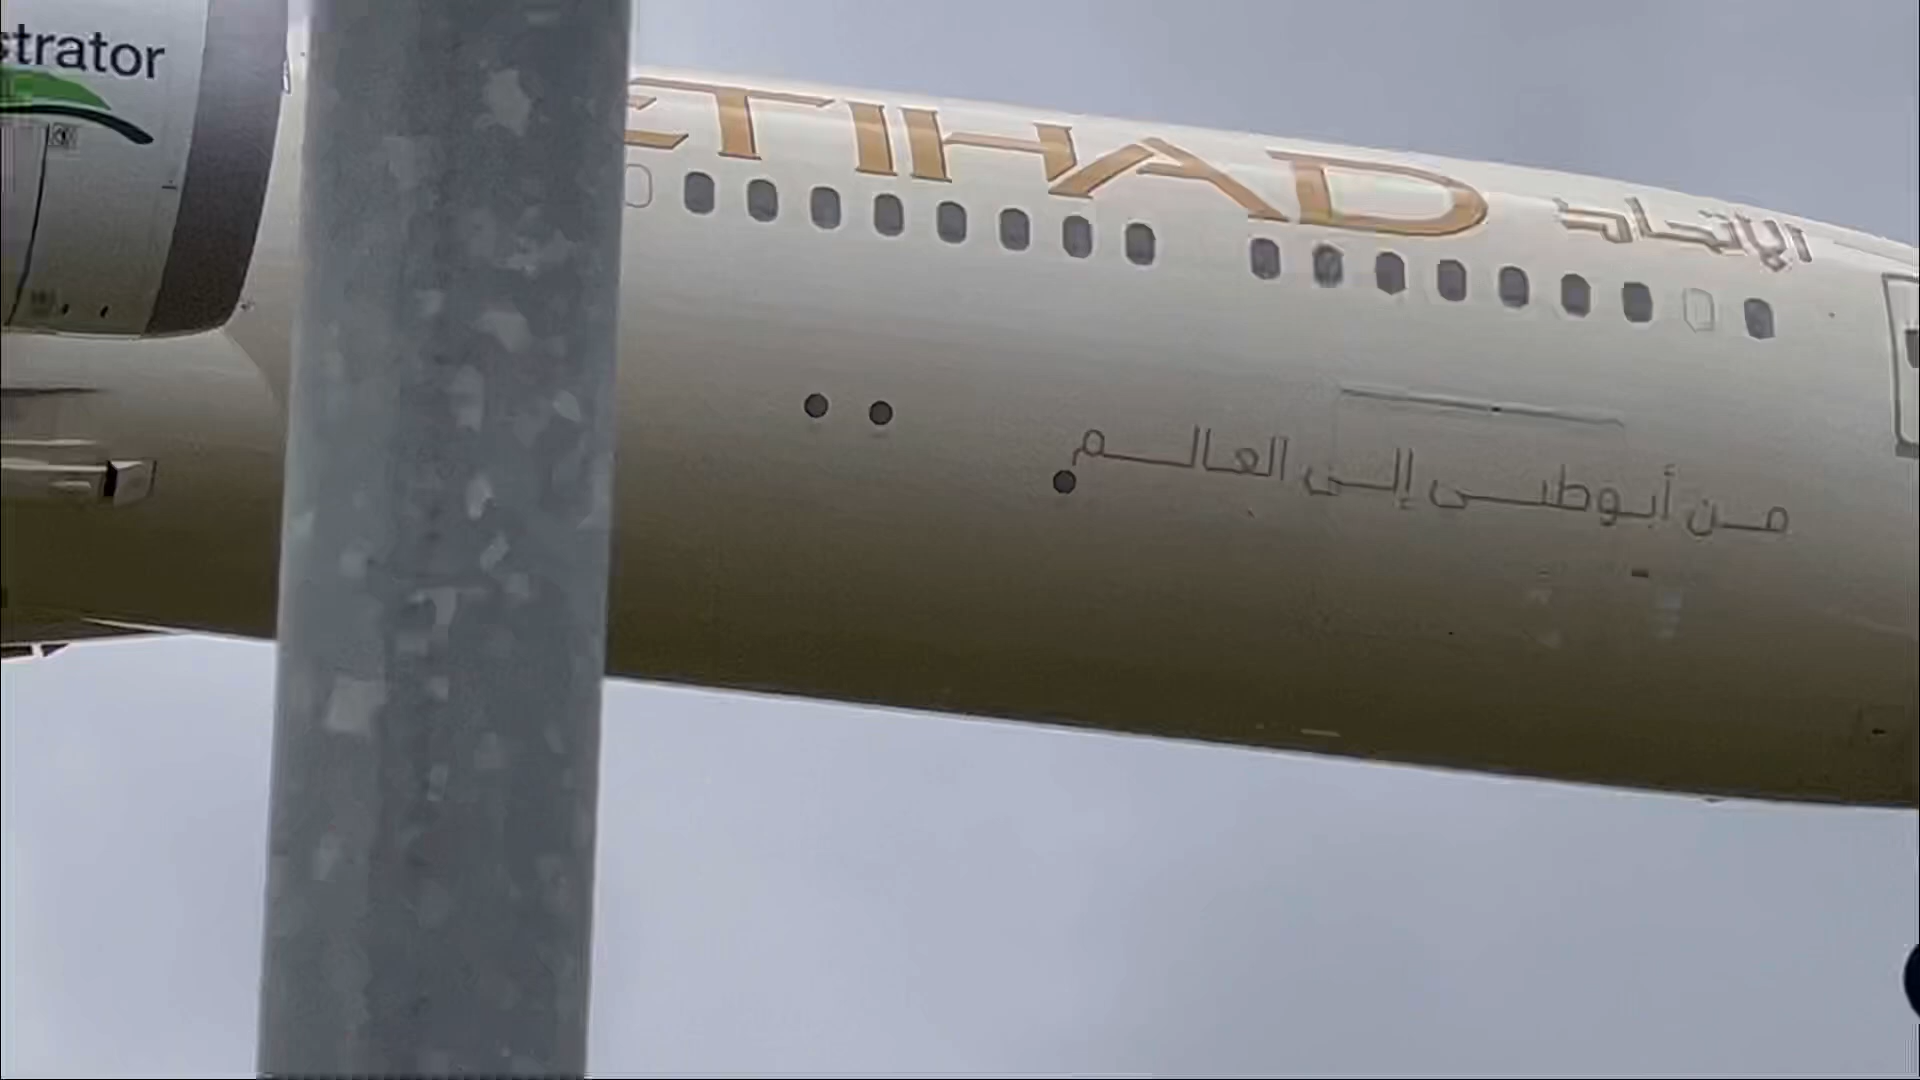 strator
ETIHAD الإتحاد
من أبوظبي إلى العالم